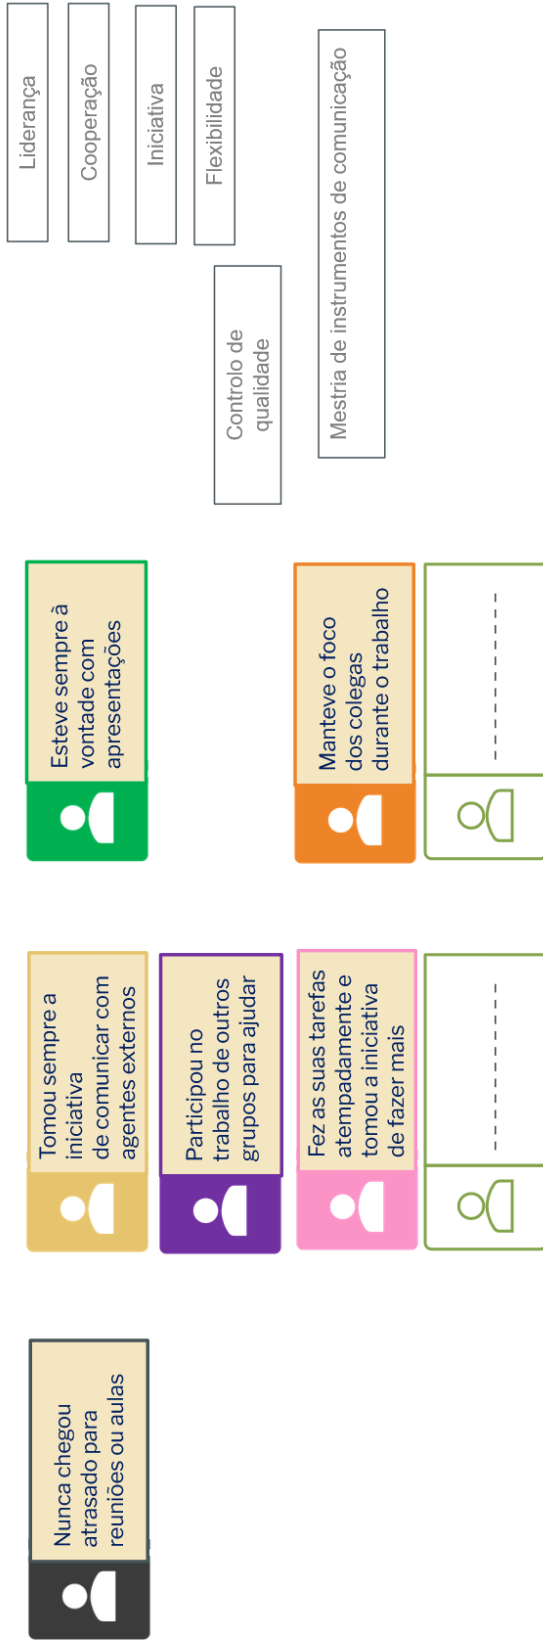 Nunca chegou
atrasado para
reuniões ou aulas
Tomou sempre a
iniciativa
de comunicar com
agentes externos
Participou no
trabalho de outros
grupos para ajudar
Fez as suas tarefas
atempadamente e
tomou a iniciativa
de fazer mais
Esteve sempre à
vontade com
apresentações
Manteve o foco
dos colegas
durante o trabalho
Liderança
Cooperação
Iniciativa
Flexibilidade
Controlo de
qualidade
Mestria de instrumentos de comunicação